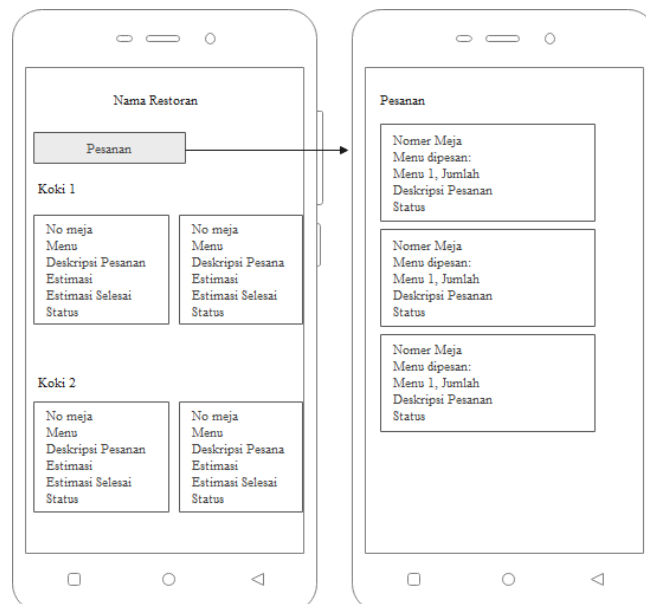 Nama Restoran
Pesanan
Koki 1
No meja
Menu
Deskripsi Pesanan
Estimasi
Estimasi Selesai
Status
No meja
Menu
Deskripsi Pesana
Estimasi
Estimasi Selesai
Status
Koki 2
No meja
Menu
Deskripsi Pesanan
Estimasi
Estimasi Selesai
Status
No meja
Menu
Deskripsi Pesana
Estimasi
Estimasi Selesai
Status
Pesanan
Nomer Meja
Menu dipesan:
Menu 1, Jumlah
Deskripsi Pesanan
Status
Nomer Meja
Menu dipesan:
Menu 1, Jumlah
Deskripsi Pesanan
Status
Nomer Meja
Menu dipesan:
Menu 1, Jumlah
Deskripsi Pesanan
Status